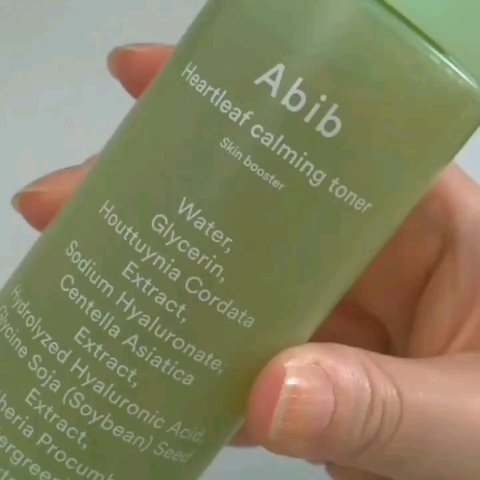 Abib
Heartleaf calming toner
Skin booster
Water,
Glycerin,
Houttuynia Cordata
Extract,
Sodium Hyaluronate,
Centella Asiatica
Extract,
Hydrolyzed Hyaluronic Acid,
Glycine Soja (Soybean) Seed
Extract,